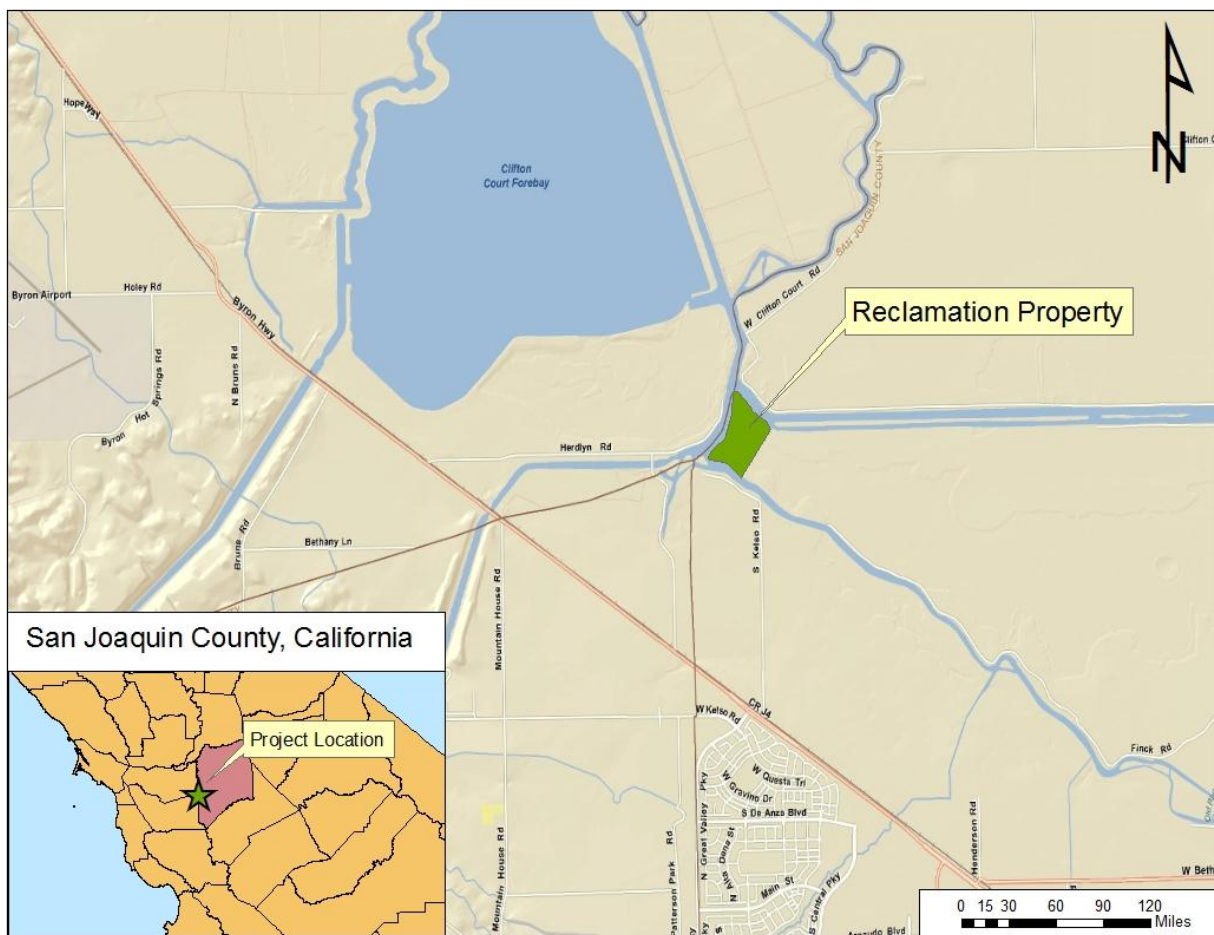 Hope Way
Clifton
Court Forebay
N
Clifton C
SAN JOAQUIN COUNTY
W Clifton Court Rd
Byron Airport
Holey Rd
Byron Hwy
Reclamation Property
Byron Hot Springs Rd
N Bruns Rd
Herdlyn Rd
Bruns Rd
Bethany Ln
S Kelso Rd
Mountain House Rd
San Joaquin County, California
Project Location
CR J4
W Kelso Rd
W Questa Trl
W Gravino Dr
S De Anza Blvd
Finck Rd
N Great Valley Pky
N Alta Dena St
Main St
S Central Pky
Patterson Park Rd
Mountain House Rd
Henderson Rd
W Beth
0 15 30 60 90 120
Miles